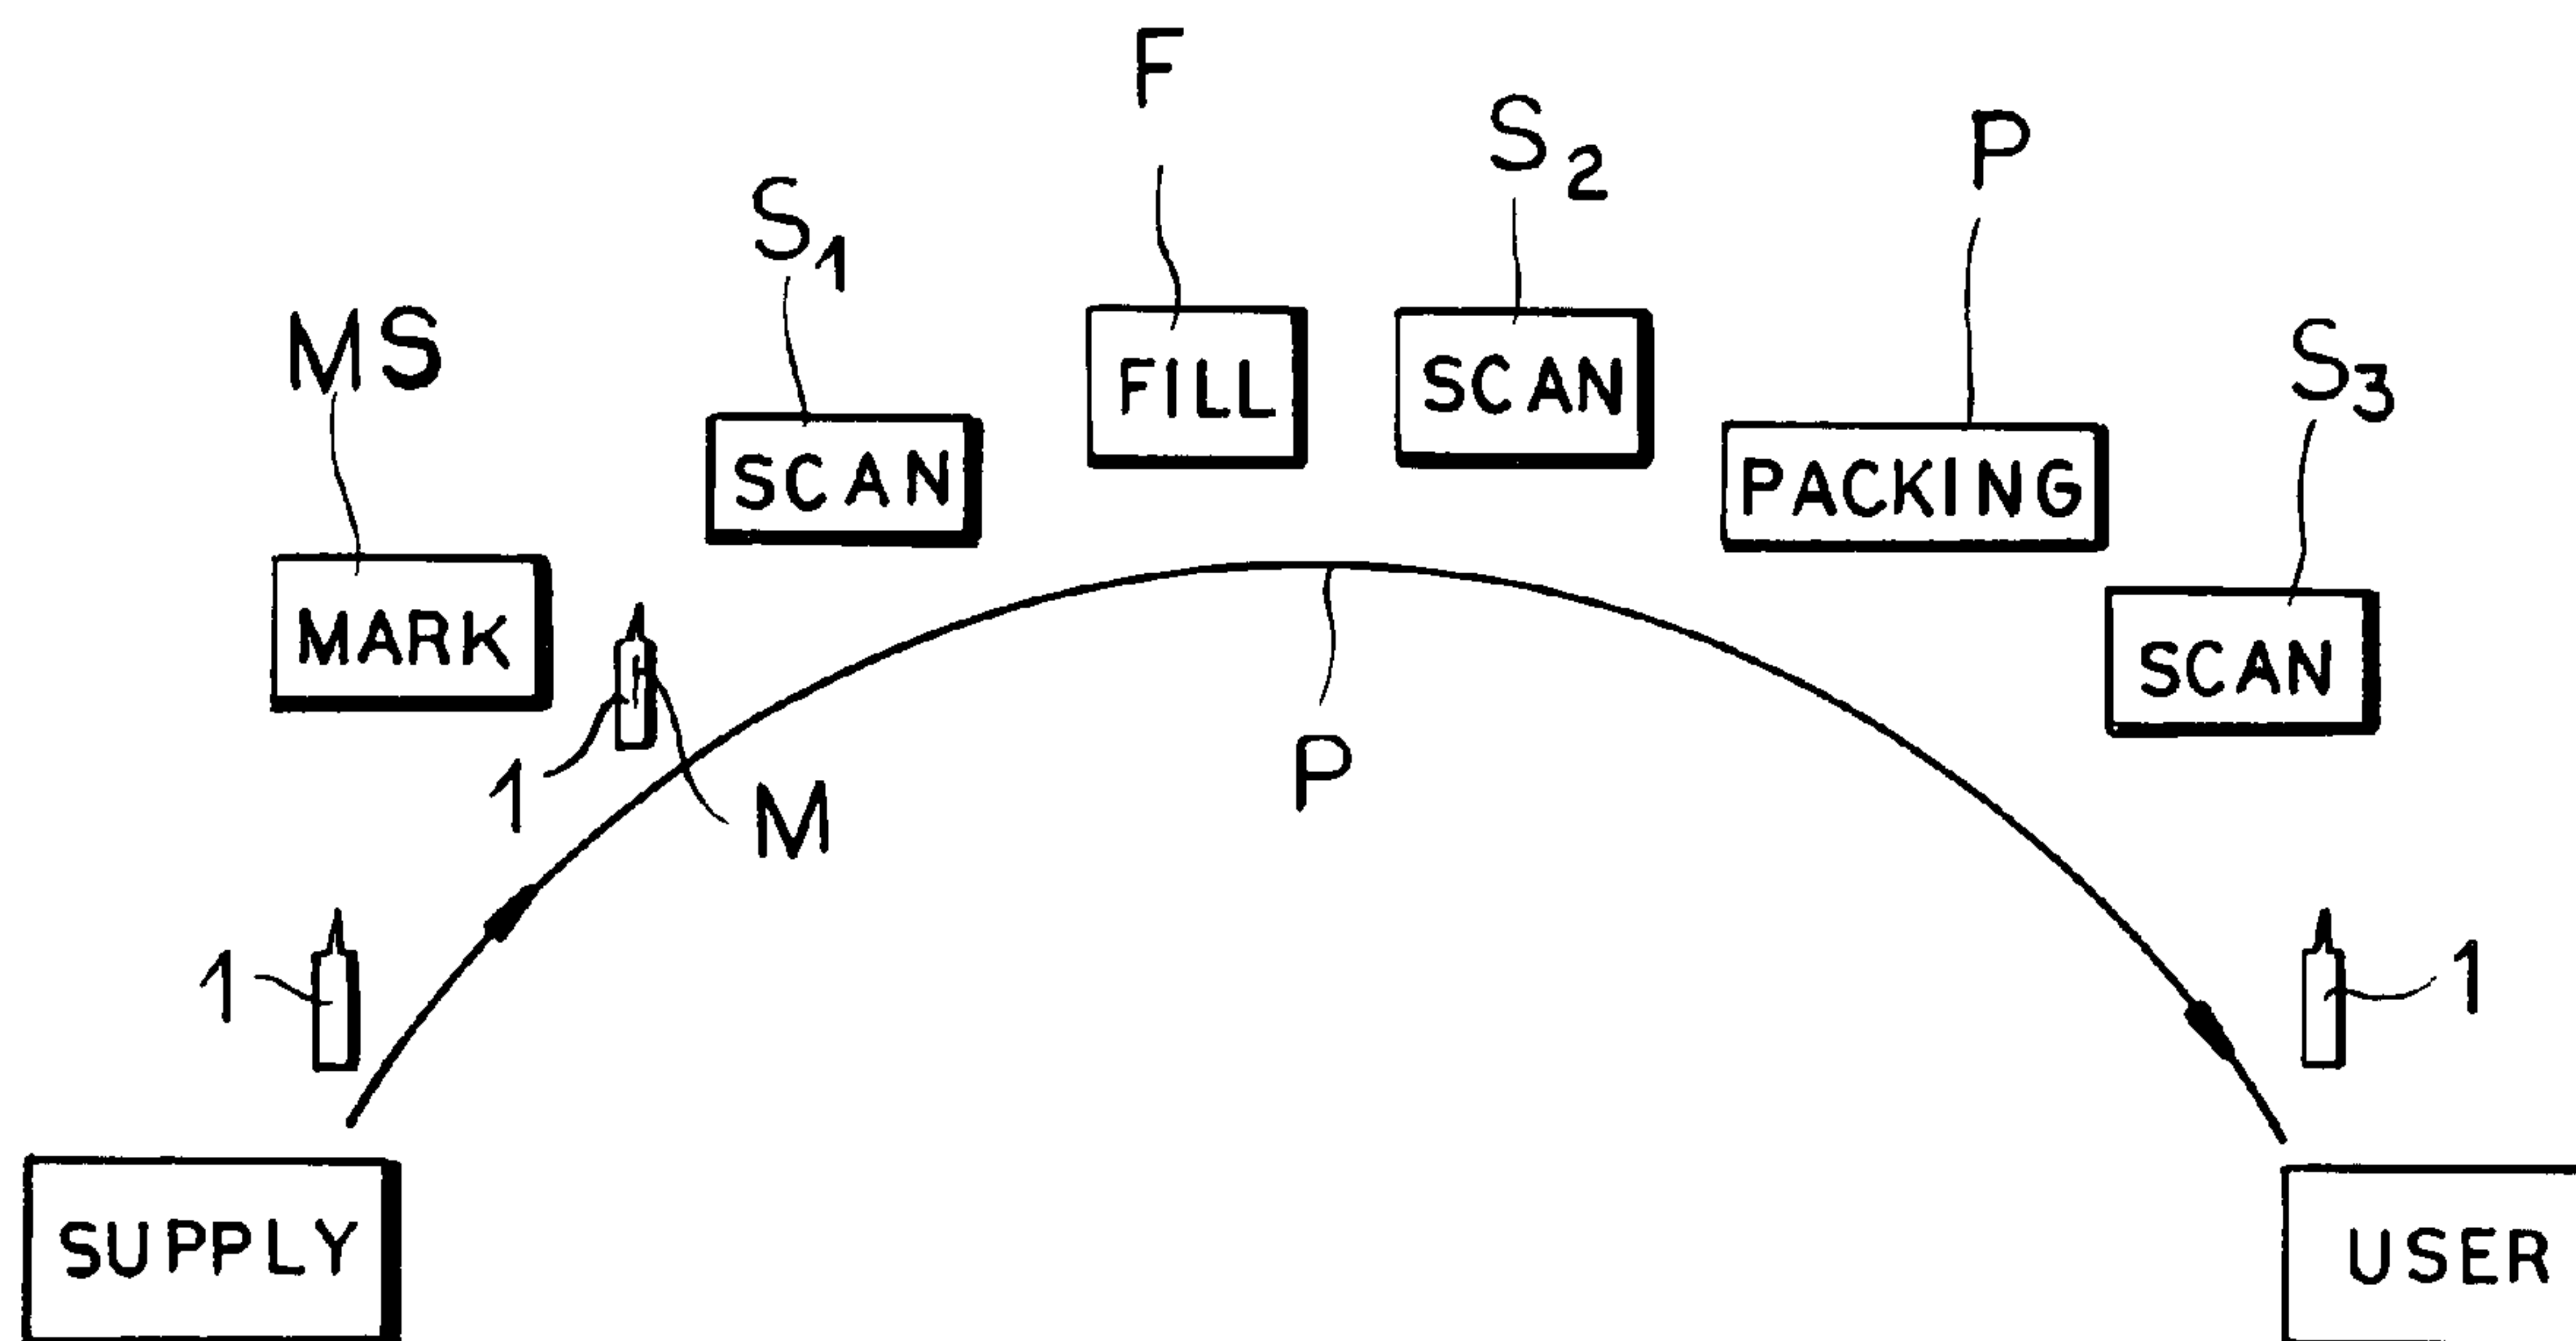 F
S2
P
S1
MS
S3
FILL
SCAN
SCAN
PACKING
MARK
SCAN
1
M
P
1
1
SUPPLY
USER